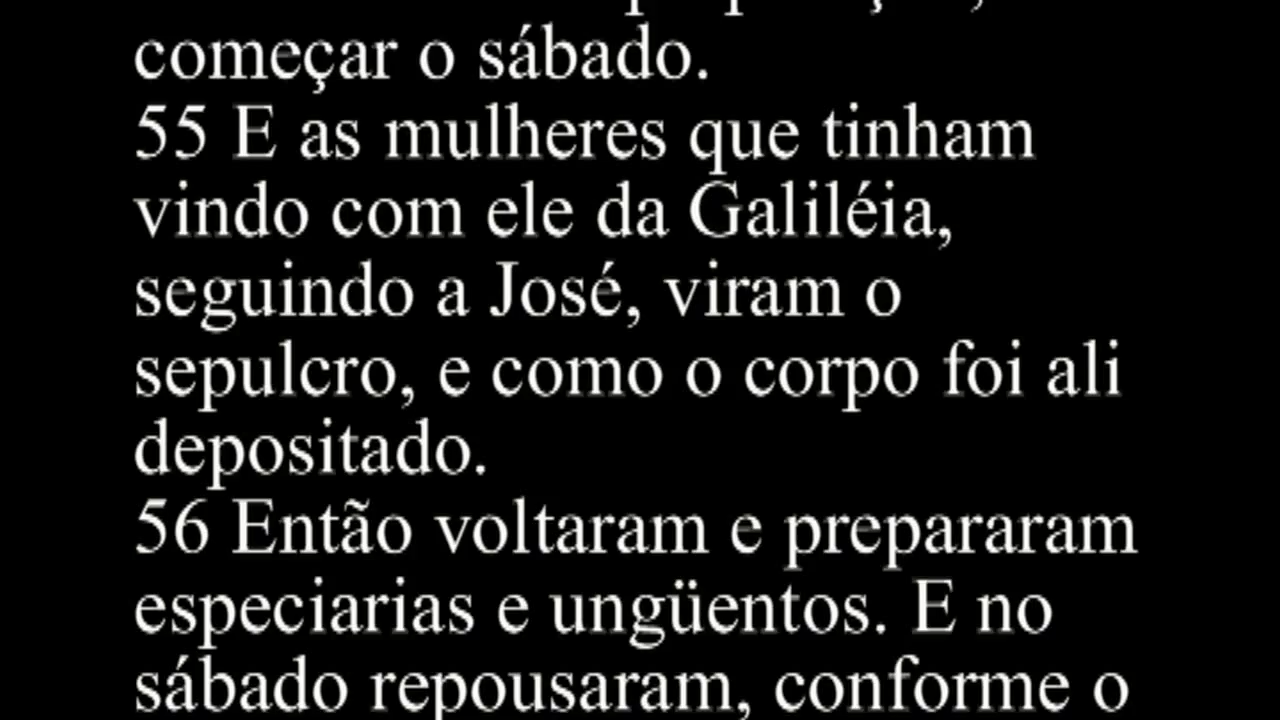 começar o sábado.
55 E as mulheres que tinham
vindo com ele da Galiléia,
seguindo a José, viram o
sepulcro, e como o corpo foi ali
depositado.
56 Então voltaram e prepararam
especiarias e ungüentos. E no
sábado repousaram, conforme o